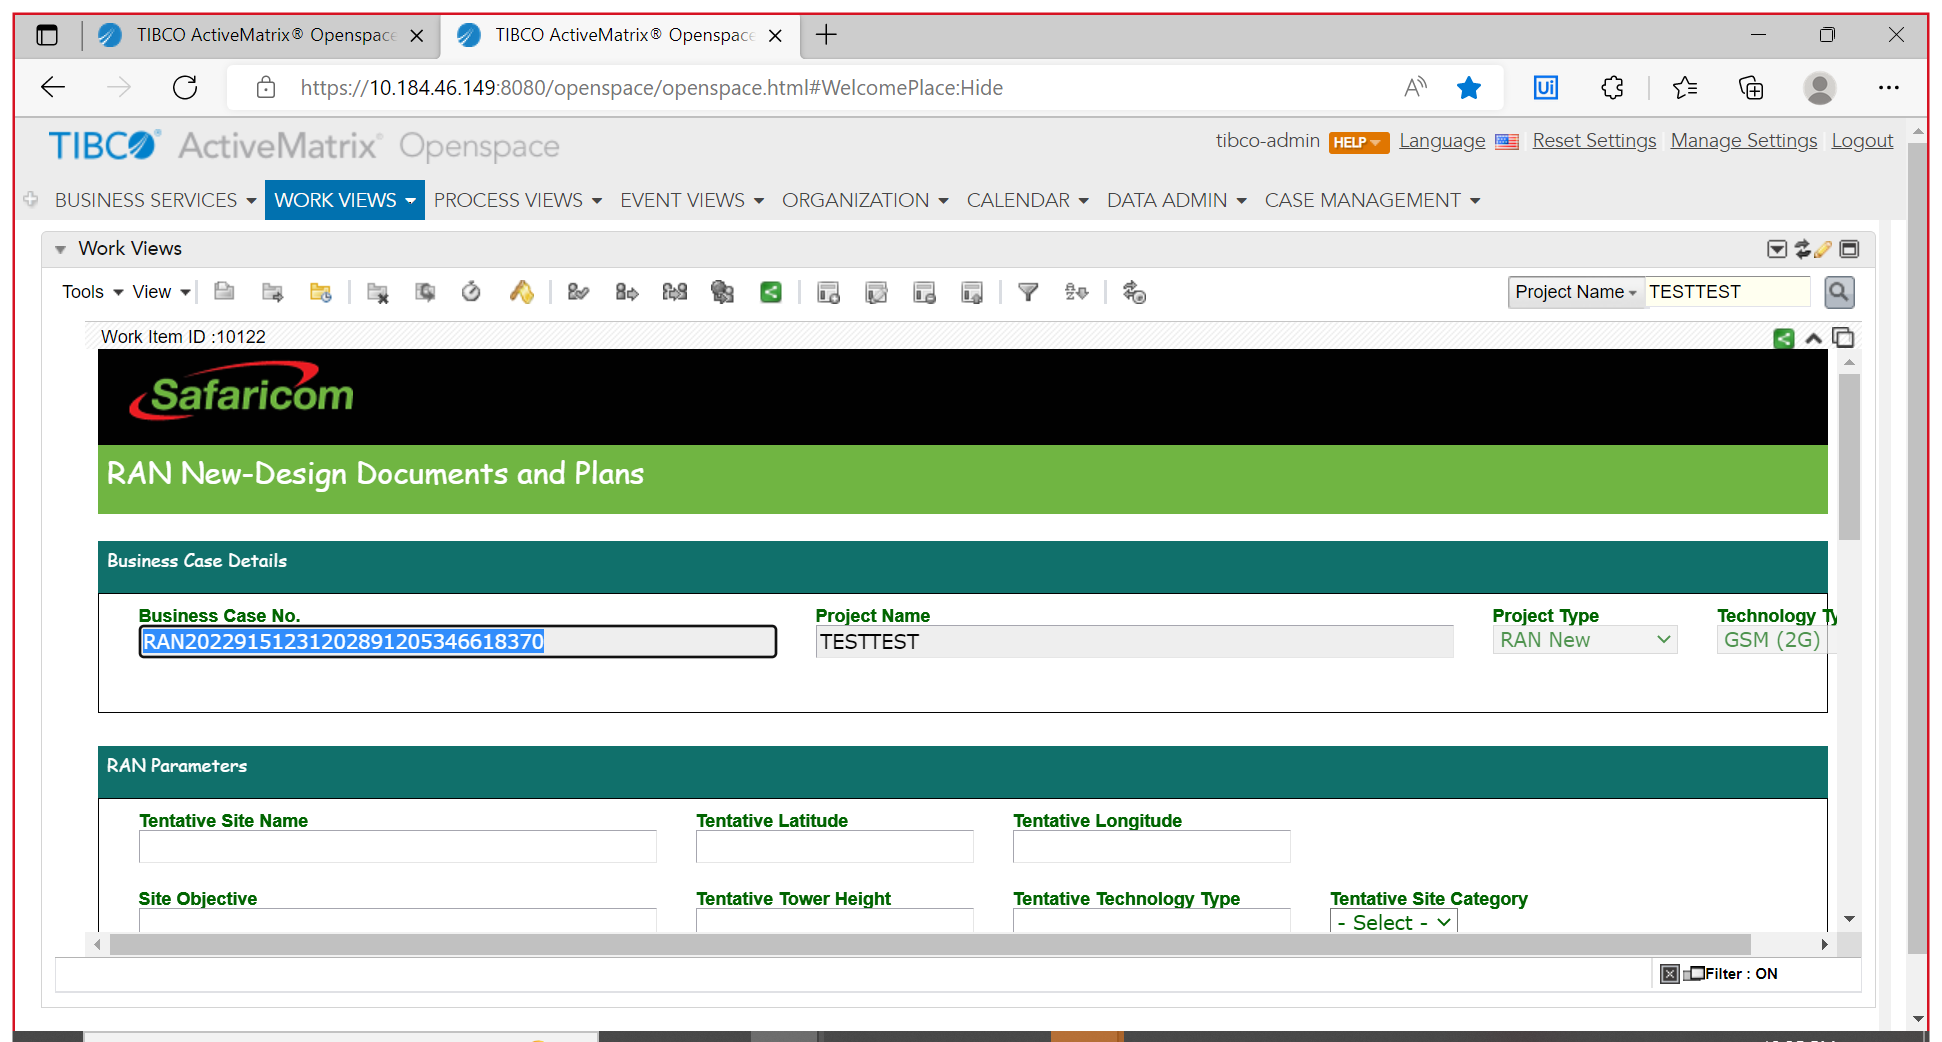 TIBCO ActiveMatrix® Openspace
TIBCO ActiveMatrix® Openspace
https://10.184.46.149:8080/openspace/openspace.html#WelcomePlace:Hide
TIBCO® ActiveMatrix® Openspace
tibco-admin HELP Language Reset Settings Manage Settings Logout
BUSINESS SERVICES WORK VIEWS PROCESS VIEWS EVENT VIEWS ORGANIZATION CALENDAR DATA ADMIN CASE MANAGEMENT
Work Views
Tools View Project Name TESTTEST
Work Item ID :10122
Safaricom
RAN New-Design Documents and Plans
Business Case Details
Business Case No. Project Name Project Type Technology Ty
RAN20229151231202891205346618370 TESTTEST RAN New GSM (2G)
RAN Parameters
Tentative Site Name Tentative Latitude Tentative Longitude
Site Objective Tentative Tower Height Tentative Technology Type Tentative Site Category
- Select -
Filter : ON